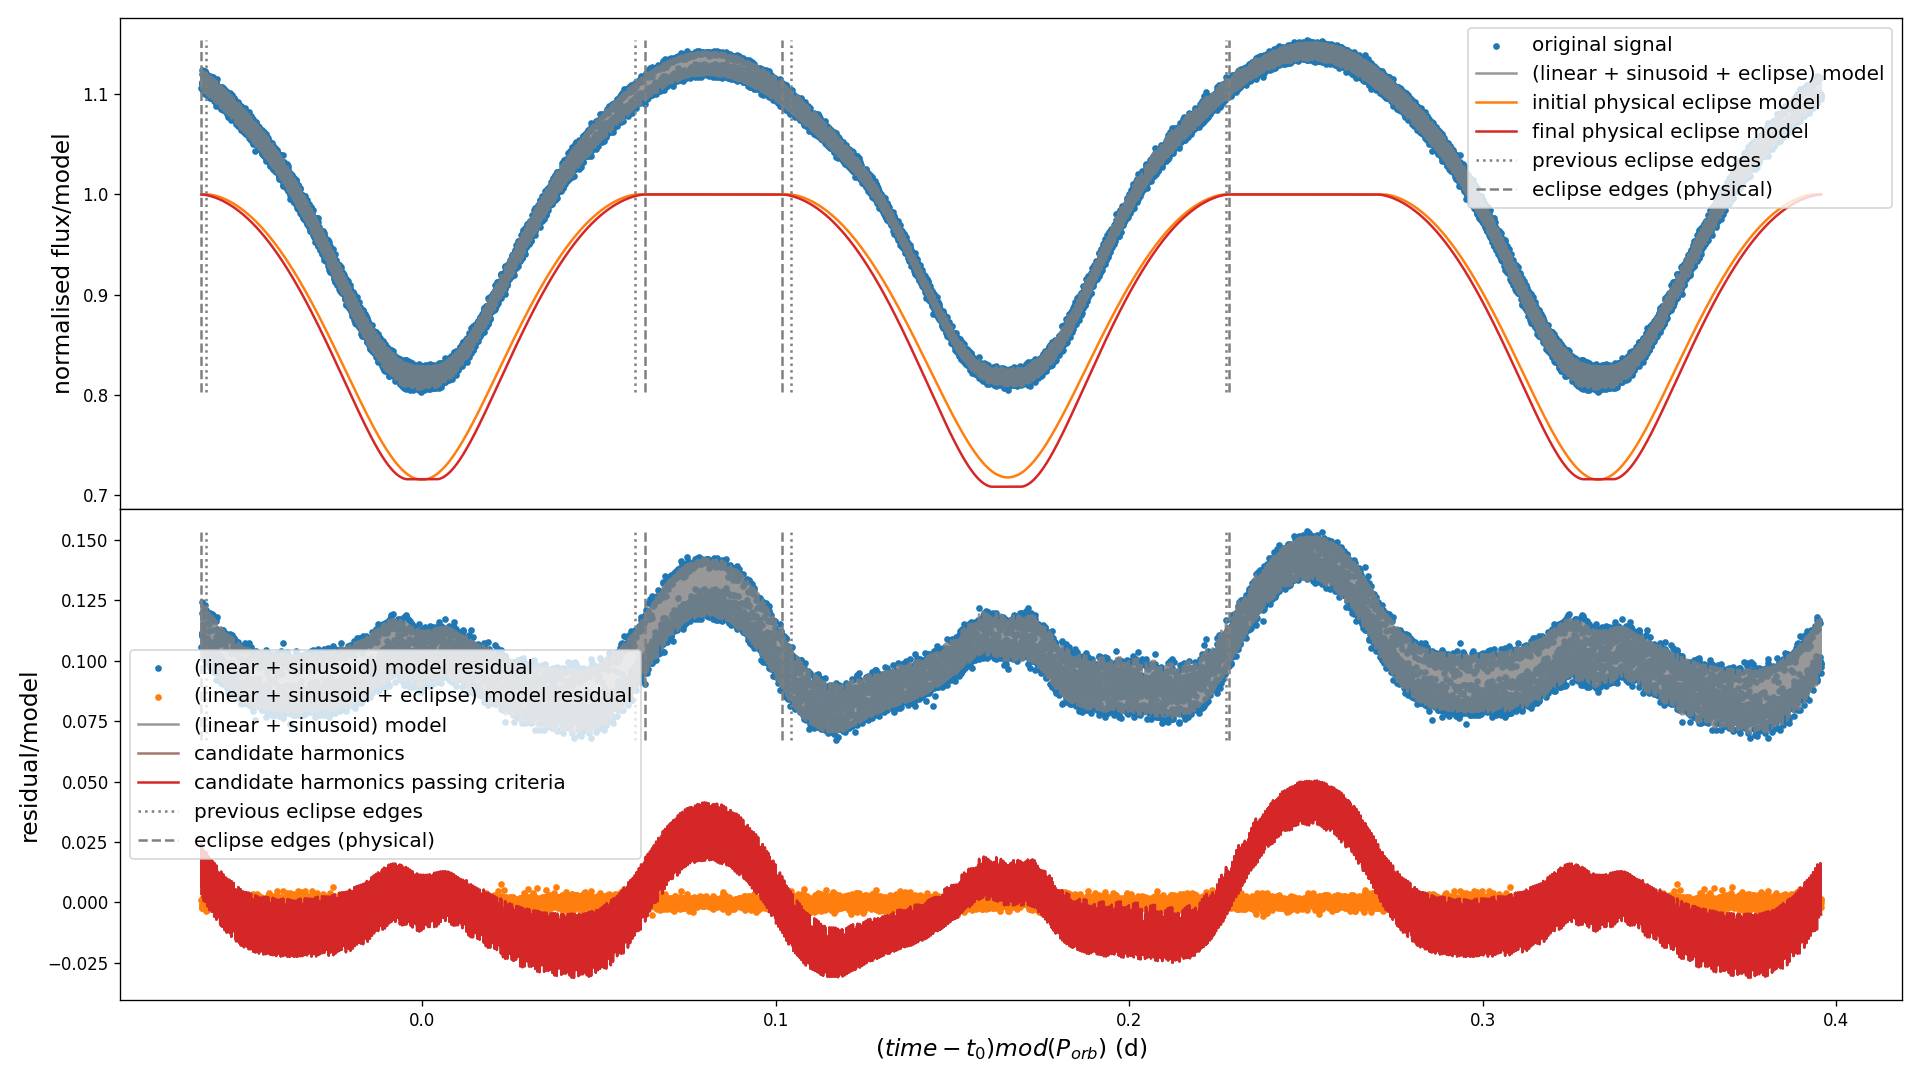 normalised flux/model
1.1
1.0
0.9
0.8
0.7
original signal
(linear + sinusoid + eclipse) model
initial physical eclipse model
final physical eclipse model
previous eclipse edges
eclipse edges (physical)
residual/model
0.150
0.125
0.100
0.075
0.050
0.025
0.000
−0.025
(linear + sinusoid) model residual
(linear + sinusoid + eclipse) model residual
(linear + sinusoid) model
candidate harmonics
candidate harmonics passing criteria
previous eclipse edges
eclipse edges (physical)
0.0 0.1 0.2 0.3 0.4
(time − t₀)mod(Pₒᵣb) (d)